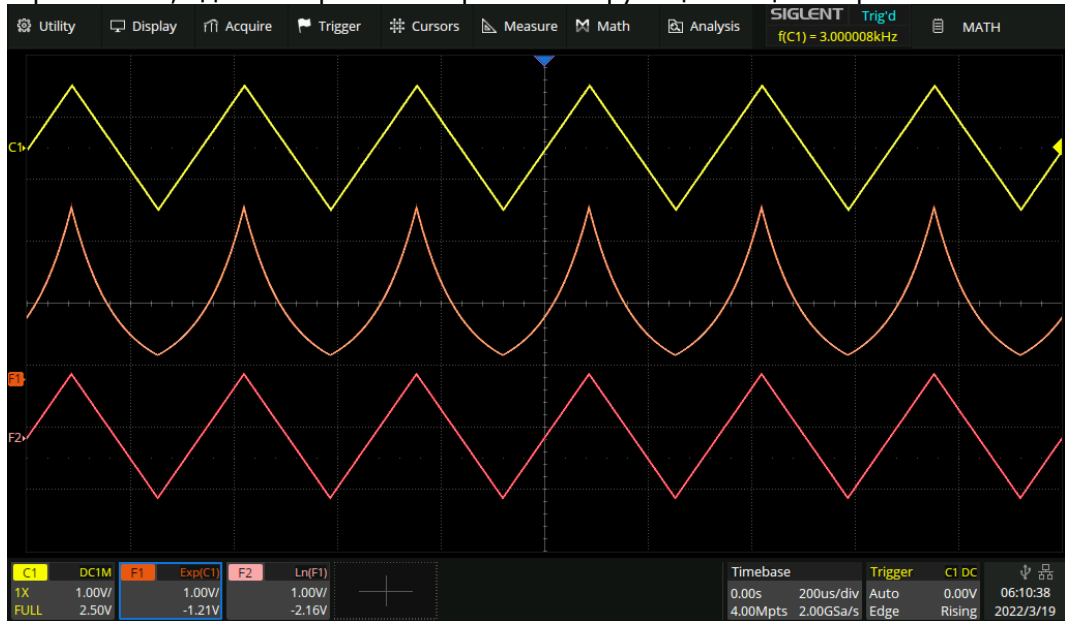 Utility Display Acquire Trigger Cursors Measure Math Analysis SIGLENT Trig'd MATH
f(C1) = 3.000008kHz
C1
F1
F2
C1 DC1M F1 Exp(C1) F2 Ln(F1) Timebase Trigger C1 DC
1X 1.00V/ 1.00V/ 1.00V/ 0.00s 200us/div Auto 0.00V 06:10:38
FULL 2.50V -1.21V -2.16V 4.00Mpts 2.00GSa/s Edge Rising 2022/3/19